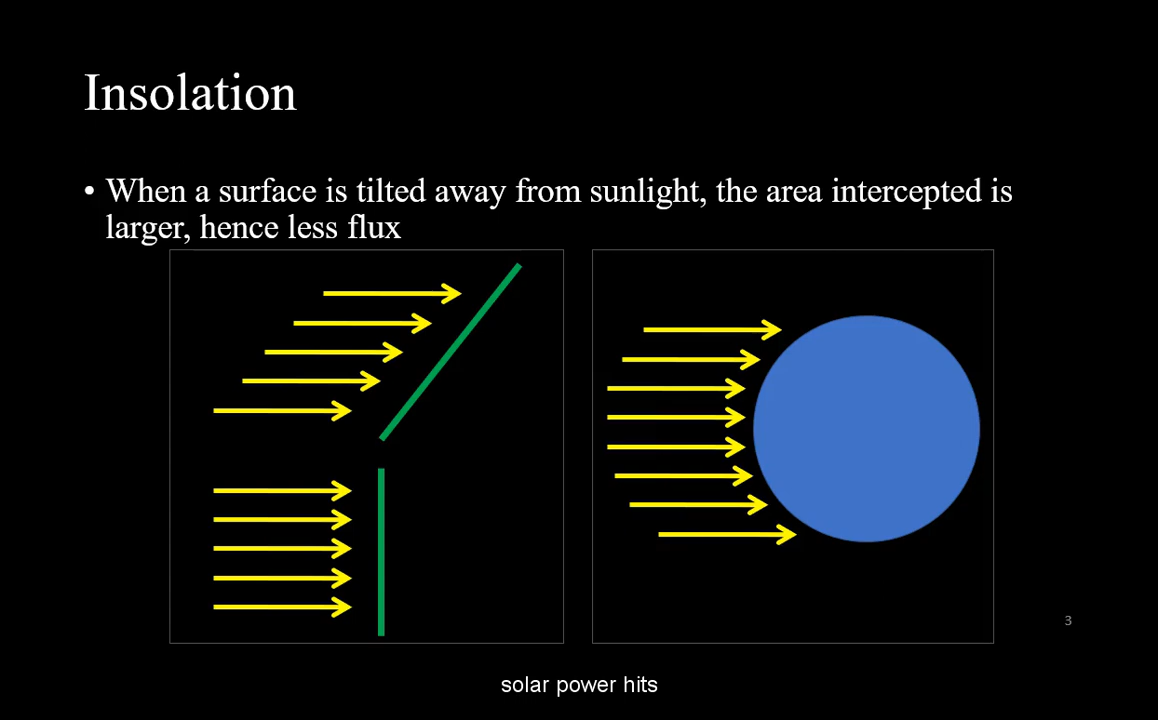 Insolation
• When a surface is tilted away from sunlight, the area intercepted is
larger, hence less flux
3
solar power hits